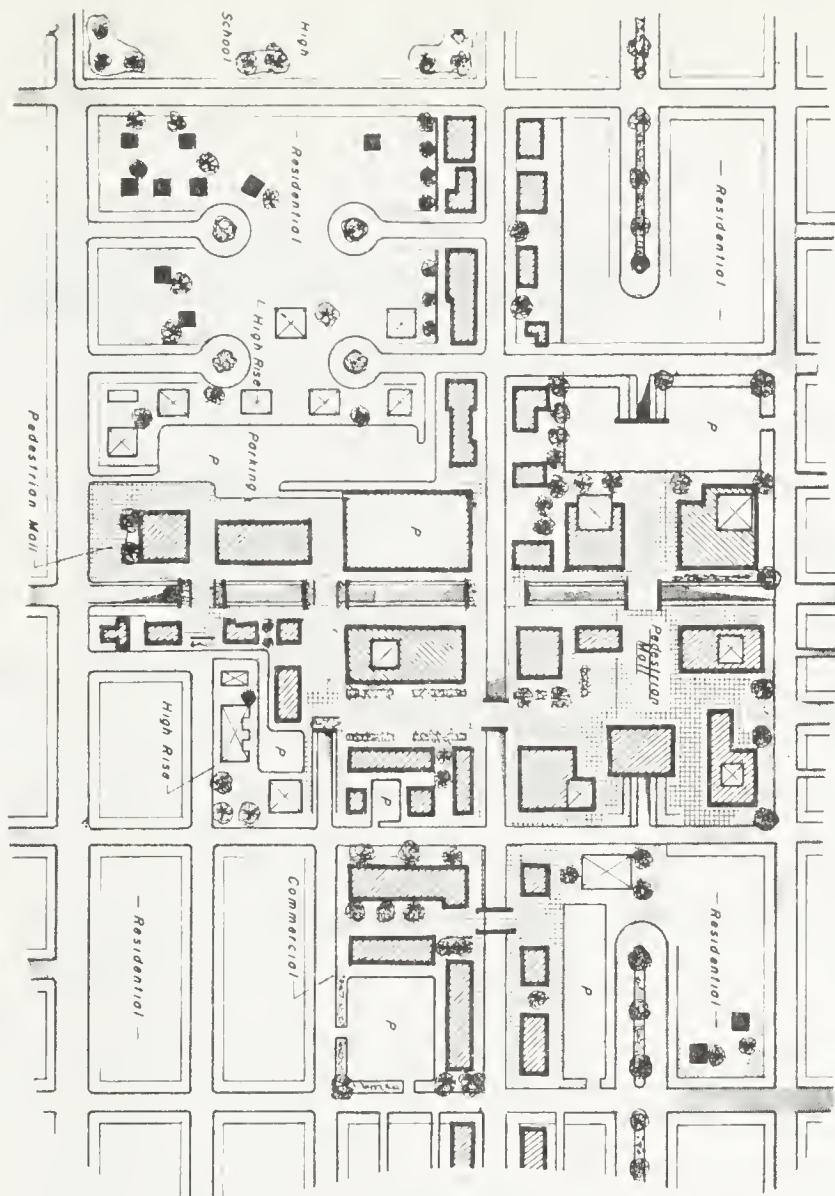 High
School
— Residential
— Residential —
High Rise
P
Parking
P
P
Pedestrian Mall
Pedestrian
Mall
High Rise
P
P
Commercial
— Residential —
— Residential —
P
P